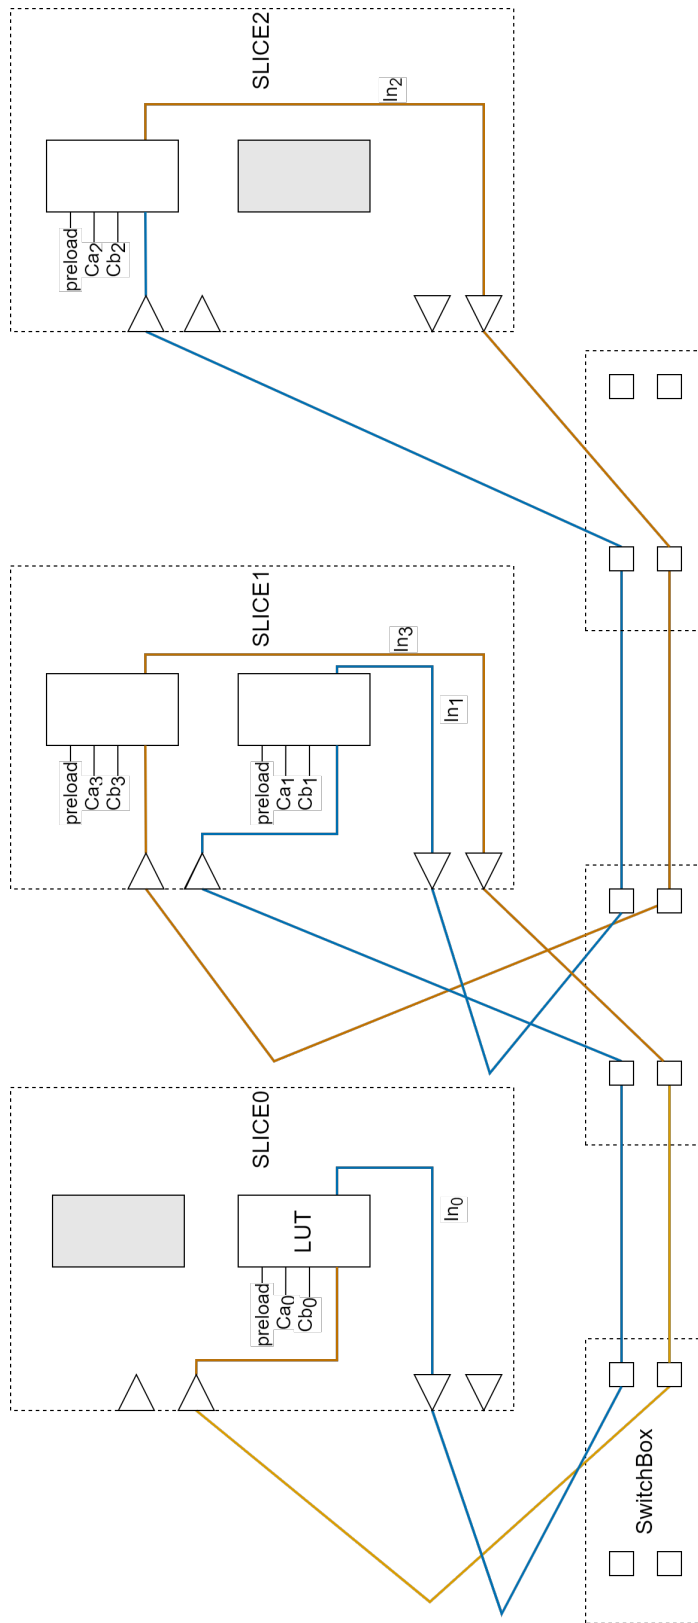 SLICE2
In2
preload
Ca2
Cb2
SLICE1
In3
In1
preload
Ca3
Cb3
preload
Ca1
Cb1
SLICE0
In0
LUT
preload
Ca0
Cb0
SwitchBox